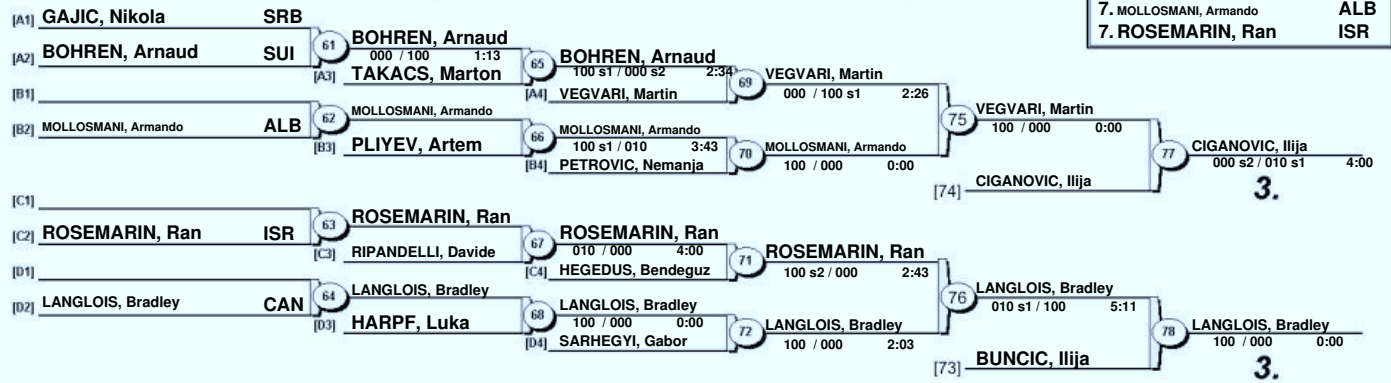 7. MOLLOSMANI, Armando ALB
7. ROSEMARIN, Ran ISR
[A1] GAJIC, Nikola SRB
[A2] BOHREN, Arnaud SUI
61
BOHREN, Arnaud
000 / 100 1:13
[A3] TAKACS, Marton
65
BOHREN, Arnaud
100 s1 / 000 s2 2:34
[A4] VEGVARI, Martin
69
VEGVARI, Martin
000 / 100 s1 2:26
[B1]
[B2] MOLLOSMANI, Armando ALB
62
MOLLOSMANI, Armando
[B3] PLIYEV, Artem
66
MOLLOSMANI, Armando
100 s1 / 010 3:43
[B4] PETROVIC, Nemanja
70
MOLLOSMANI, Armando
100 / 000 0:00
75
VEGVARI, Martin
100 / 000 0:00
[74] CIGANOVIC, Ilija
77
CIGANOVIC, Ilija
000 s2 / 010 s1 4:00
3.
[C1]
[C2] ROSEMARIN, Ran ISR
63
ROSEMARIN, Ran
[C3] RIPANDELLI, Davide
67
ROSEMARIN, Ran
010 / 000 4:00
[C4] HEGEDUS, Bendeguz
71
ROSEMARIN, Ran
100 s2 / 000 2:43
[D1]
[D2] LANGLOIS, Bradley CAN
64
LANGLOIS, Bradley
[D3] HARPF, Luka
68
LANGLOIS, Bradley
100 / 000 0:00
[D4] SARHEGYI, Gabor
72
LANGLOIS, Bradley
100 / 000 2:03
76
LANGLOIS, Bradley
010 s1 / 100 5:11
[73] BUNCIC, Ilija
78
LANGLOIS, Bradley
100 / 000 0:00
3.